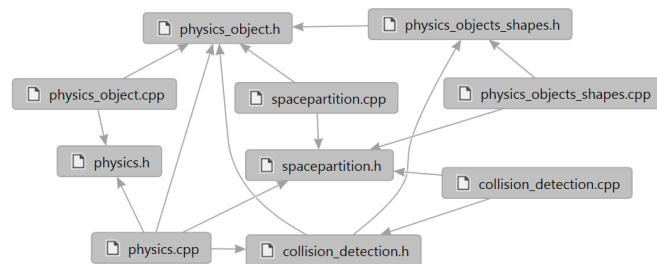 physics_object.h
physics_objects_shapes.h
physics_object.cpp
spacepartition.cpp
physics_objects_shapes.cpp
physics.h
spacepartition.h
collision_detection.cpp
physics.cpp
collision_detection.h